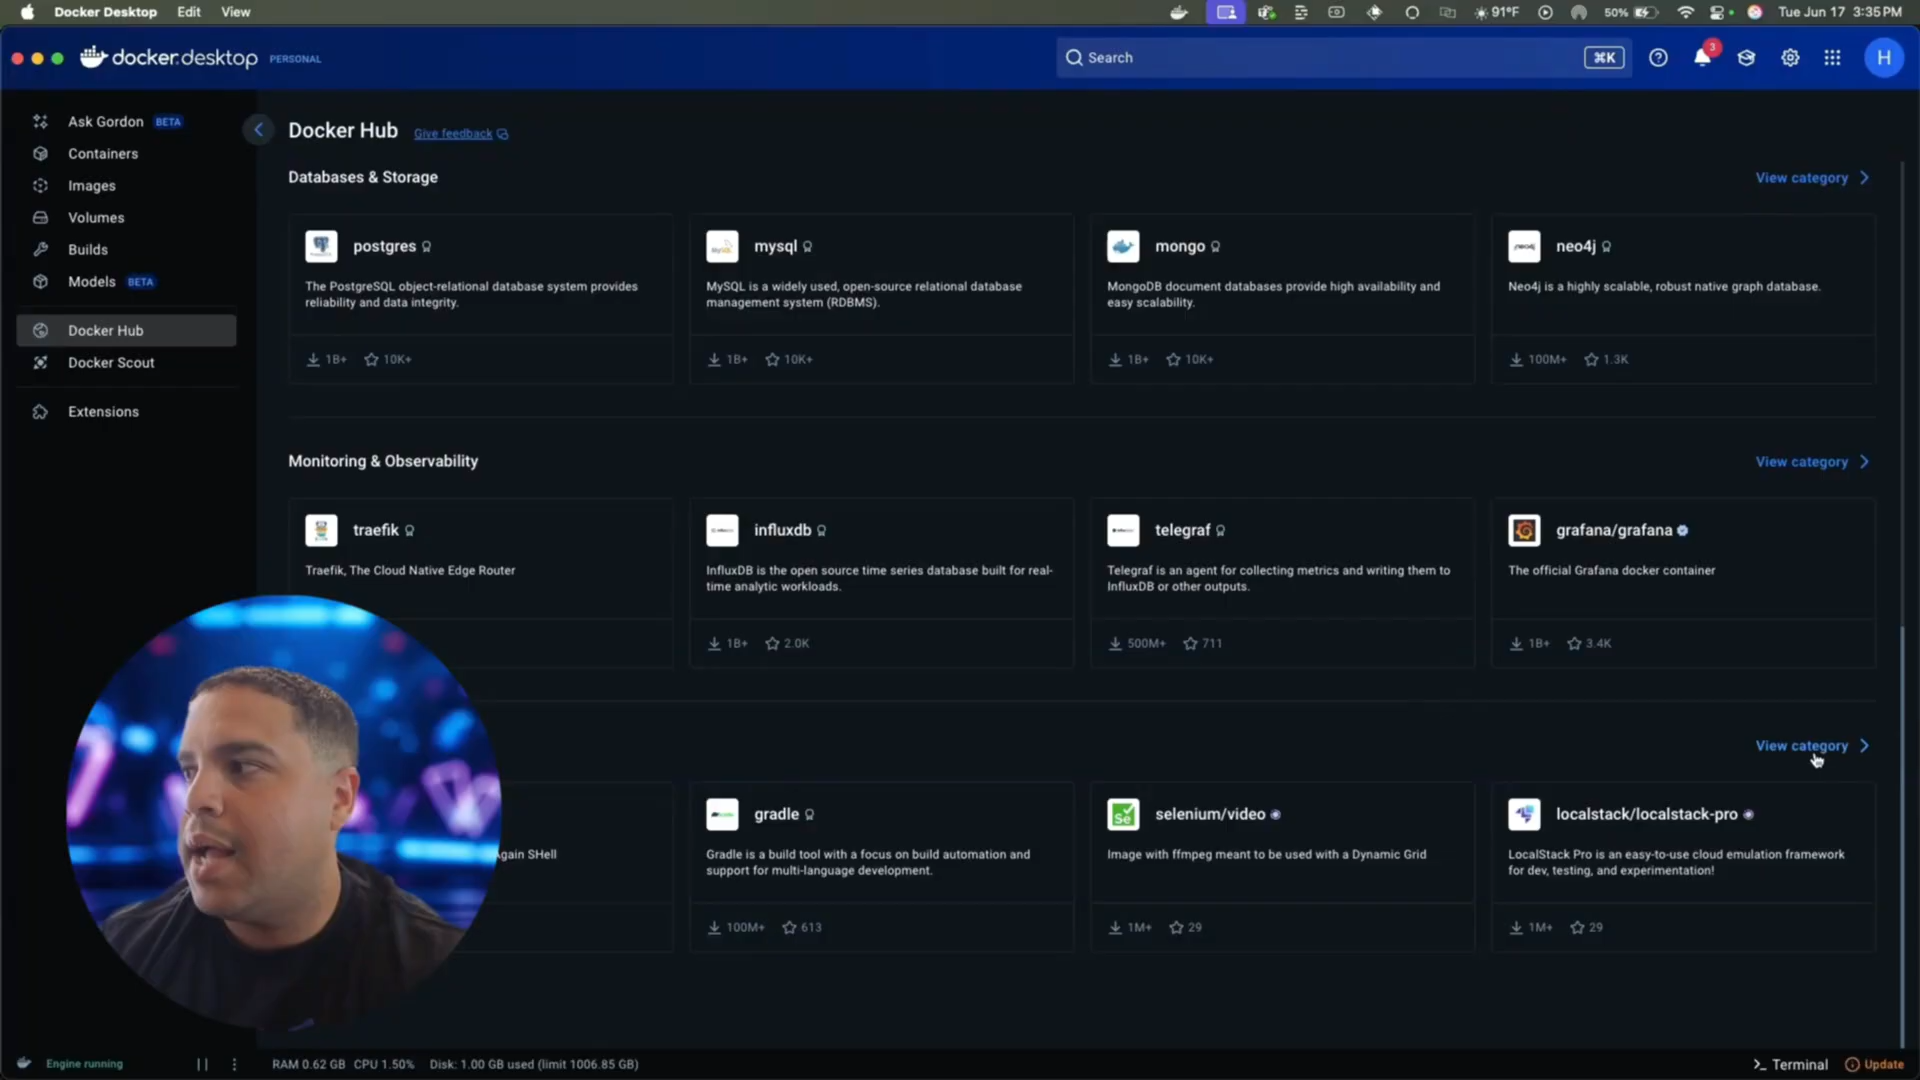 Docker Desktop Edit View
91°F 50% Tue Jun 17 3:35 PM
docker.desktop PERSONAL
Search ⌘K 3 H
Ask Gordon BETA
Containers
Images
Volumes
Builds
Models BETA
Docker Hub
Docker Scout
Extensions
Docker Hub Give feedback
Databases & Storage View category
postgres
The PostgreSQL object-relational database system provides
reliability and data integrity.
1B+ 10K+
mysql
MySQL is a widely used, open-source relational database
management system (RDBMS).
1B+ 10K+
mongo
MongoDB document databases provide high availability and
easy scalability.
1B+ 10K+
neo4j
Neo4j is a highly scalable, robust native graph database.
100M+ 1.3K
Monitoring & Observability View category
traefik
Traefik, The Cloud Native Edge Router
influxdb
InfluxDB is the open source time series database built for real-
time analytic workloads.
1B+ 2.0K
telegraf
Telegraf is an agent for collecting metrics and writing them to
InfluxDB or other outputs.
500M+ 711
grafana/grafana
The official Grafana docker container
1B+ 3.4K
View category
Again SHell
gradle
Gradle is a build tool with a focus on build automation and
support for multi-language development.
100M+ 613
Se
selenium/video
Image with ffmpeg meant to be used with a Dynamic Grid
1M+ 29
localstack/localstack-pro
LocalStack Pro is an easy-to-use cloud emulation framework
for dev, testing, and experimentation!
1M+ 29
Engine running RAM 0.62 GB CPU 1.50% Disk: 1.00 GB used (limit 1006.85 GB) >_ Terminal Update